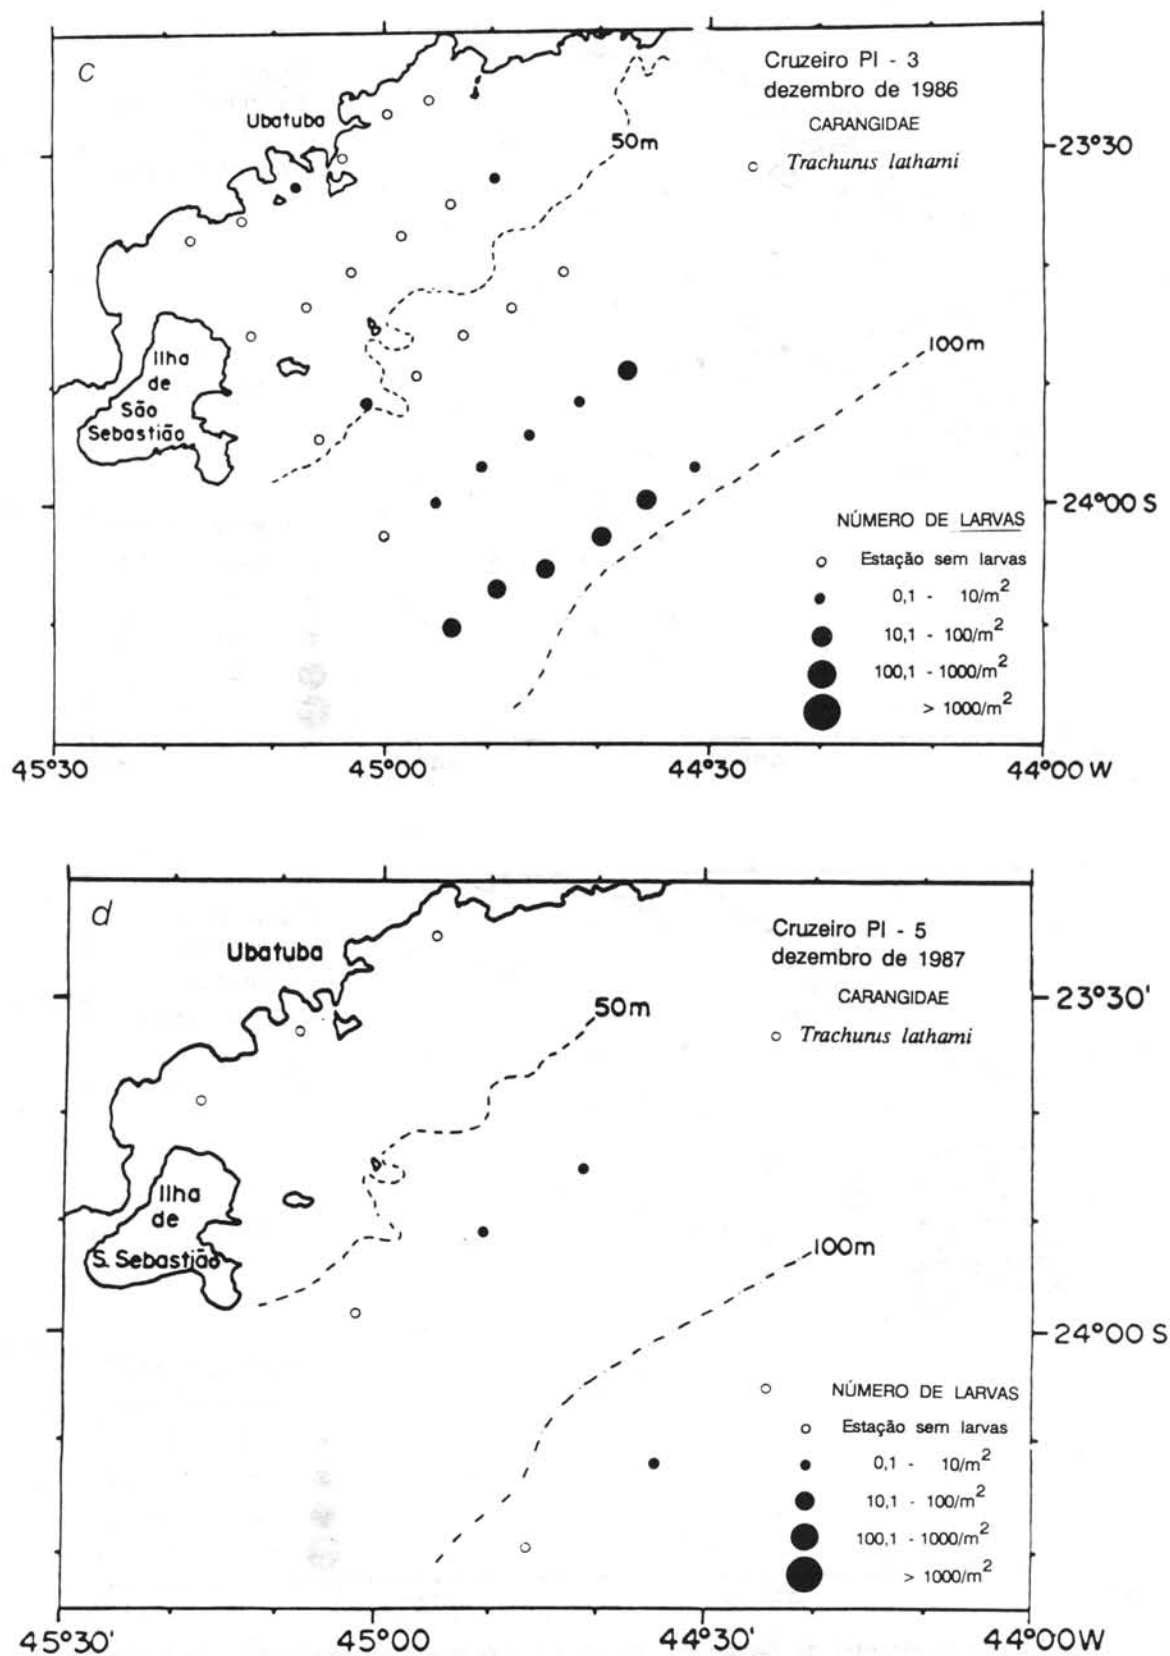 c
Cruzeiro PI - 3
dezembro de 1986
CARANGIDAE
Trachurus lathami
Ubatuba
50m
23°30
100m
Ilha
de
São
Sebastião
24°00 S
NÚMERO DE LARVAS
Estação sem larvas
0,1 - 10/m²
10,1 - 100/m²
100,1 - 1000/m²
> 1000/m²
45°30
45°00
44°30
44°00 W
d
Cruzeiro PI - 5
dezembro de 1987
CARANGIDAE
Trachurus lathami
Ubatuba
50m
23°30'
Ilha
de
S. Sebastião
100m
24°00 S
NÚMERO DE LARVAS
Estação sem larvas
0,1 - 10/m²
10,1 - 100/m²
100,1 - 1000/m²
> 1000/m²
45°30'
45°00
44°30'
44°00W